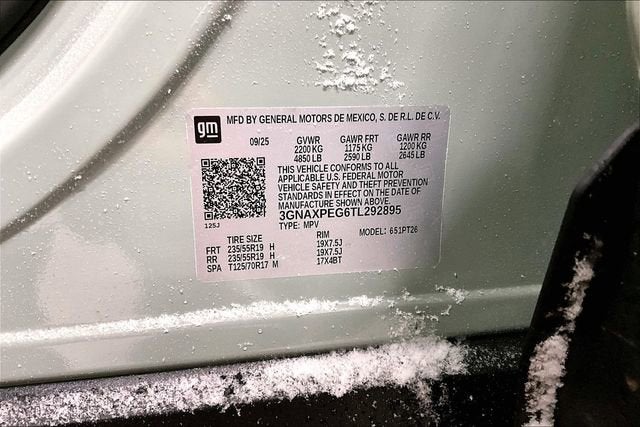 gm
MFD BY GENERAL MOTORS DE MEXICO, S. DE R.L. DE C.V.
09/25 GVWR GAWR FRT GAWR RR
2200 KG 1175 KG 1200 KG
4850 LB 2590 LB 2645 LB
THIS VEHICLE CONFORMS TO ALL
APPLICABLE U.S. FEDERAL MOTOR
VEHICLE SAFETY AND THEFT PREVENTION
STANDARDS IN EFFECT ON THE DATE OF
MANUFACTURE SHOWN ABOVE.
3GNAXPEG6TL292895
125J
TYPE: MPV MODEL: 651PT26
TIRE SIZE RIM
FRT 235/55R19 H 19X7.5J
RR 235/55R19 H 19X7.5J
SPA T125/70R17 M 17X4BT